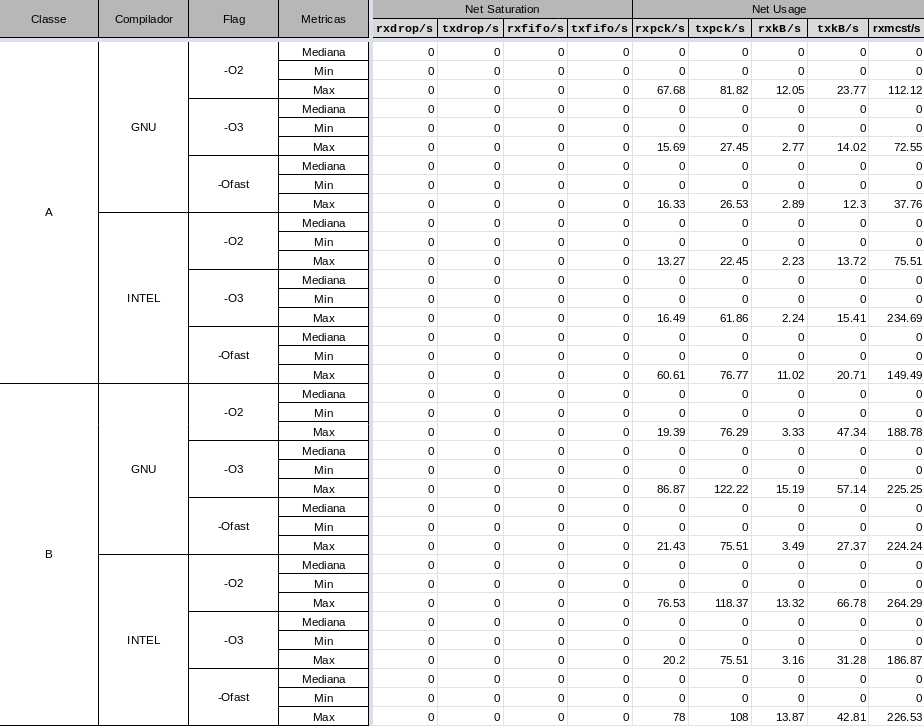 Classe Compilador Flag Metricas Net Saturation Net Usage
rxdrop/s txdrop/s rxfifo/s txfifo/s rxpck/s txpck/s rxkB/s txkB/s rxmcst/s
A GNU -O2 Mediana 0 0 0 0 0 0 0 0 0
Min 0 0 0 0 0 0 0 0 0
Max 0 0 0 0 67.68 81.82 12.05 23.77 112.12
-O3 Mediana 0 0 0 0 0 0 0 0 0
Min 0 0 0 0 0 0 0 0 0
Max 0 0 0 0 15.69 27.45 2.77 14.02 72.55
-Ofast Mediana 0 0 0 0 0 0 0 0 0
Min 0 0 0 0 0 0 0 0 0
Max 0 0 0 0 16.33 26.53 2.89 12.3 37.76
INTEL -O2 Mediana 0 0 0 0 0 0 0 0 0
Min 0 0 0 0 0 0 0 0 0
Max 0 0 0 0 13.27 22.45 2.23 13.72 75.51
-O3 Mediana 0 0 0 0 0 0 0 0 0
Min 0 0 0 0 0 0 0 0 0
Max 0 0 0 0 16.49 61.86 2.24 15.41 234.69
-Ofast Mediana 0 0 0 0 0 0 0 0 0
Min 0 0 0 0 0 0 0 0 0
Max 0 0 0 0 60.61 76.77 11.02 20.71 149.49
B GNU -O2 Mediana 0 0 0 0 0 0 0 0 0
Min 0 0 0 0 0 0 0 0 0
Max 0 0 0 0 19.39 76.29 3.33 47.34 188.78
-O3 Mediana 0 0 0 0 0 0 0 0 0
Min 0 0 0 0 0 0 0 0 0
Max 0 0 0 0 86.87 122.22 15.19 57.14 225.25
-Ofast Mediana 0 0 0 0 0 0 0 0 0
Min 0 0 0 0 0 0 0 0 0
Max 0 0 0 0 21.43 75.51 3.49 27.37 224.24
INTEL -O2 Mediana 0 0 0 0 0 0 0 0 0
Min 0 0 0 0 0 0 0 0 0
Max 0 0 0 0 76.53 118.37 13.32 66.78 264.29
-O3 Mediana 0 0 0 0 0 0 0 0 0
Min 0 0 0 0 0 0 0 0 0
Max 0 0 0 0 20.2 75.51 3.16 31.28 186.87
-Ofast Mediana 0 0 0 0 0 0 0 0 0
Min 0 0 0 0 0 0 0 0 0
Max 0 0 0 0 78 108 13.87 42.81 226.53